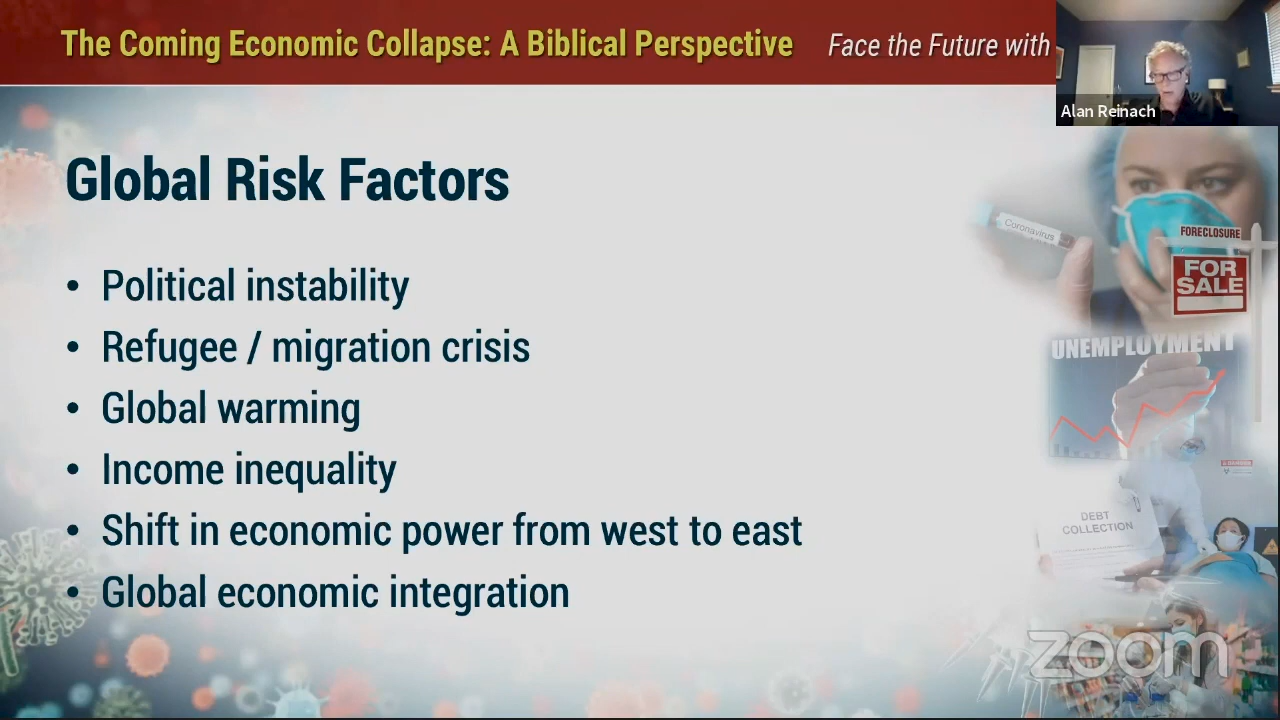 The Coming Economic Collapse: A Biblical Perspective Face the Future with
Alan Reinach
Global Risk Factors
• Political instability
• Refugee / migration crisis
• Global warming
• Income inequality
• Shift in economic power from west to east
• Global economic integration
Coronavirus
FORECLOSURE
FOR
SALE
UNEMPLOYMENT
DEBT
COLLECTION
zoom